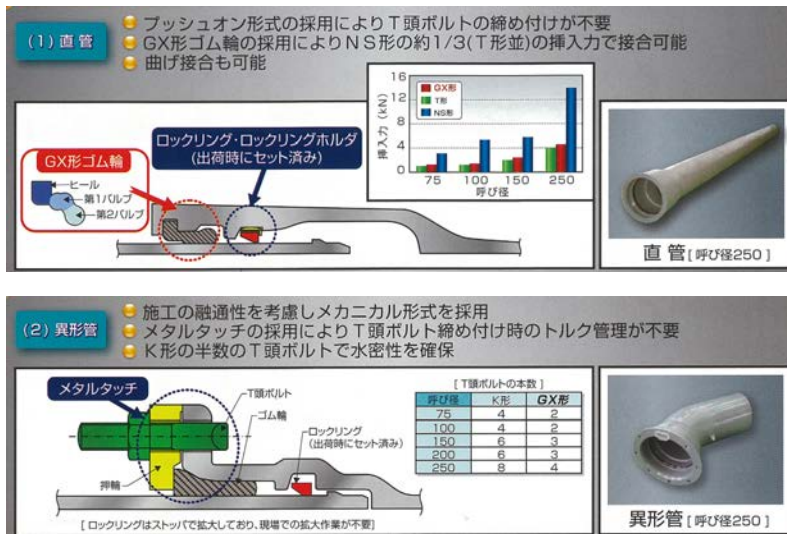 (1) 直管
プッシュオン形式の採用によりT頭ボルトの締め付けが不要
GX形ゴム輪の採用によりNS形の約1/3(T形並)の挿入力で接合可能
曲げ接合も可能
GX形ゴム輪
ヒール
第1バルブ
第2バルブ
ロックリング・ロックリングホルダ
(出荷時にセット済み)
挿入力(kN)
16
12
8
4
0
GX形
T形
NS形
75 100 150 250
呼び径
直管[呼び径250]
(2) 異形管
施工の融通性を考慮しメカニカル形式を採用
メタルタッチの採用によりT頭ボルト締め付け時のトルク管理が不要
K形の半数のT頭ボルトで水密性を確保
メタルタッチ
T頭ボルト
ゴム輪
ロックリング
(出荷時にセット済み)
押輪
[ロックリングはストッパで拡大しており、現場での拡大作業が不要]
[T頭ボルトの本数]
呼び径 K形 GX形
75 4 2
100 4 2
150 6 3
200 6 3
250 8 4
異形管[呼び径250]